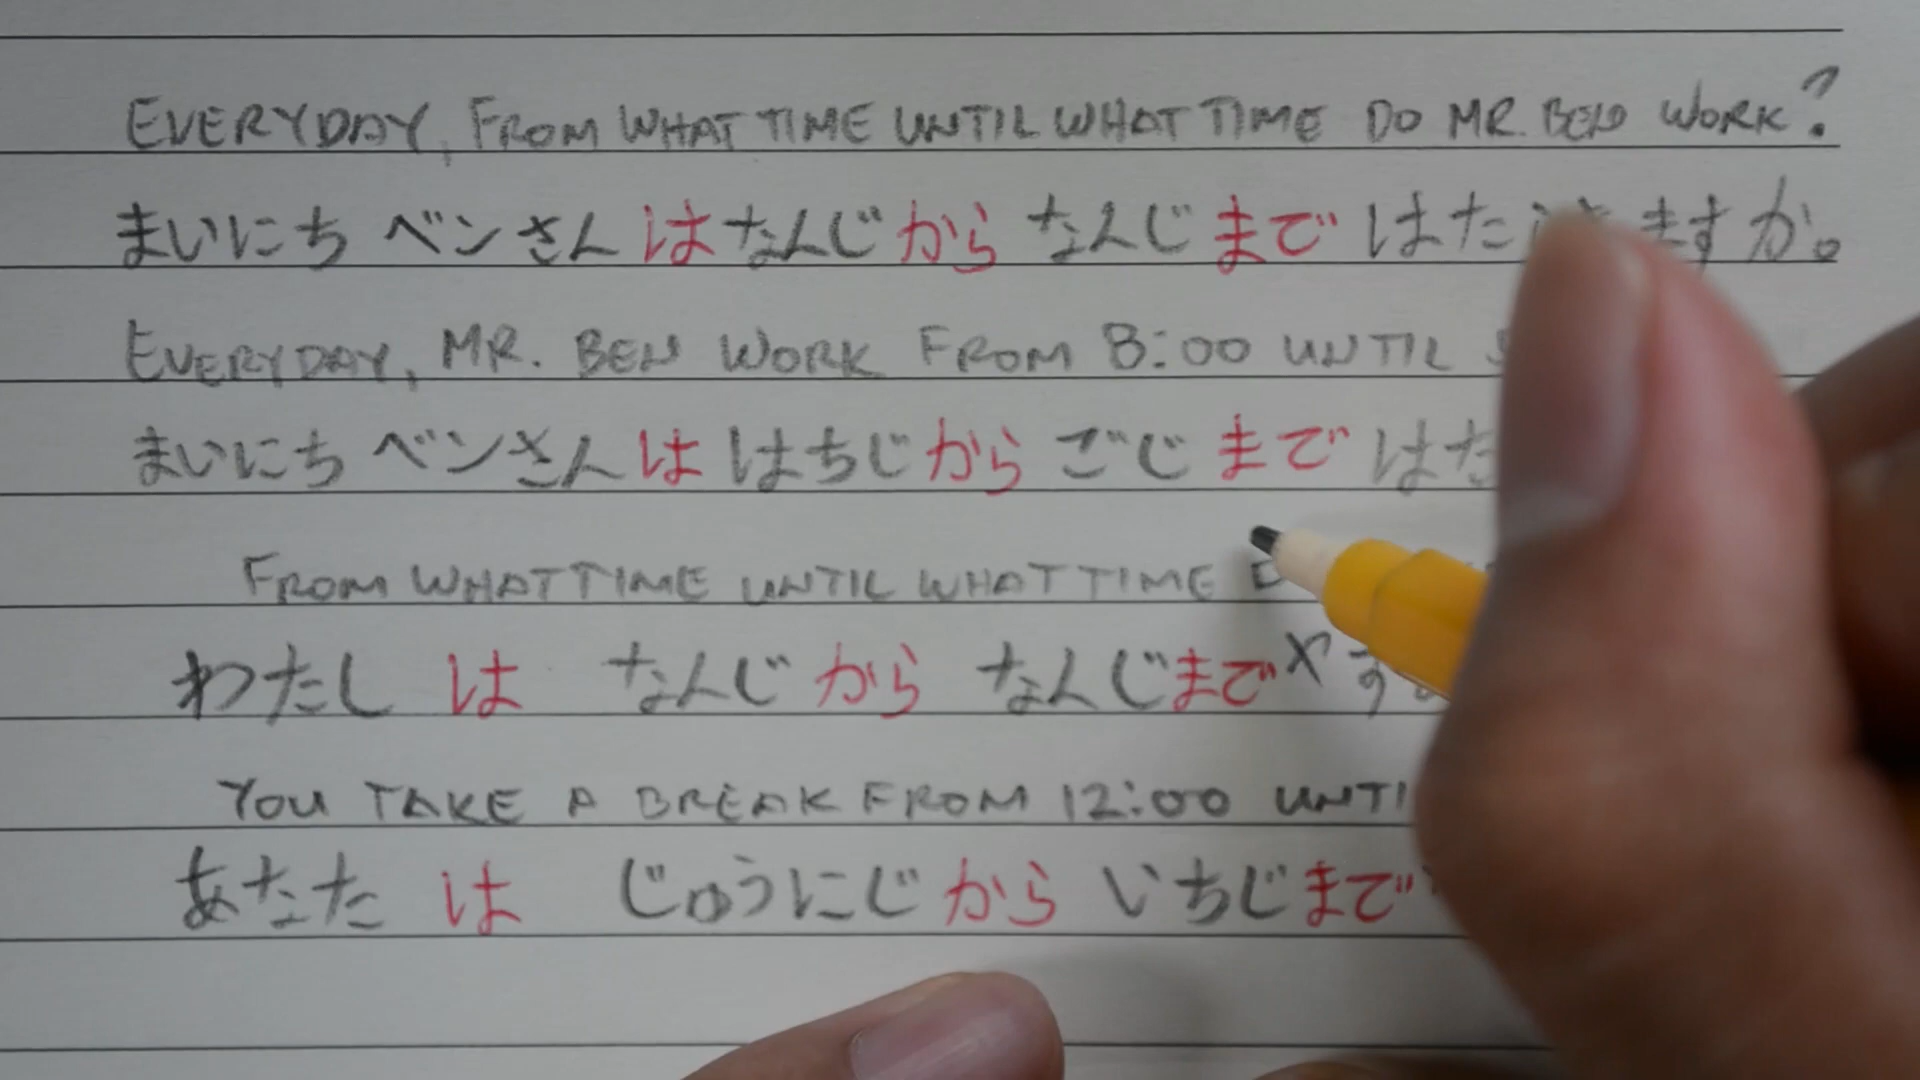 EVERYDAY, FROM WHAT TIME UNTIL WHAT TIME DO MR. BEN WORK?
まいにち ベンさん は なんじ から なんじ まで はた ますか。
EVERYDAY, MR. BEN WORK FROM 8:00 UNTIL
まいにち ベンさん は はちじ から ごじ まで はた
FROM WHAT TIME UNTIL WHAT TIME
わたし は なんじ から なんじ まで やす
YOU TAKE A BREAK FROM 12:00 UNTI
あなた は じゅうにじ から いちじ まで